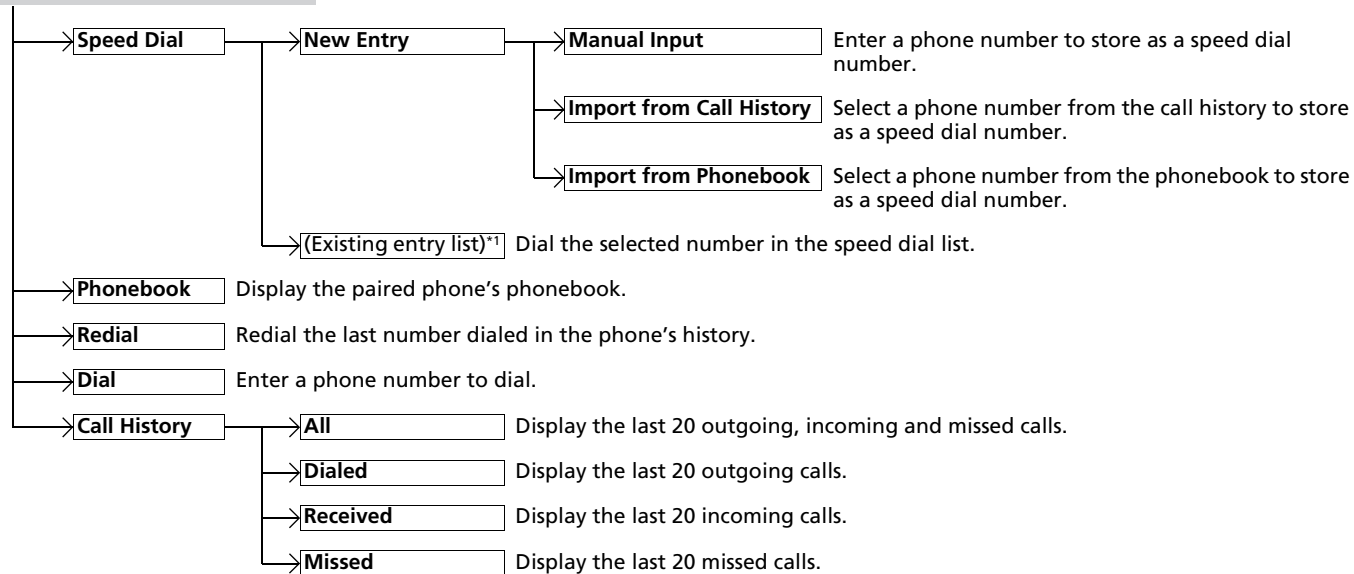 Speed Dial New Entry Manual Input Enter a phone number to store as a speed dial
number.
Import from Call History Select a phone number from the call history to store
as a speed dial number.
Import from Phonebook Select a phone number from the phonebook to store
as a speed dial number.
(Existing entry list)*1 Dial the selected number in the speed dial list.
Phonebook Display the paired phone’s phonebook.
Redial Redial the last number dialed in the phone’s history.
Dial Enter a phone number to dial.
Call History All Display the last 20 outgoing, incoming and missed calls.
Dialed Display the last 20 outgoing calls.
Received Display the last 20 incoming calls.
Missed Display the last 20 missed calls.